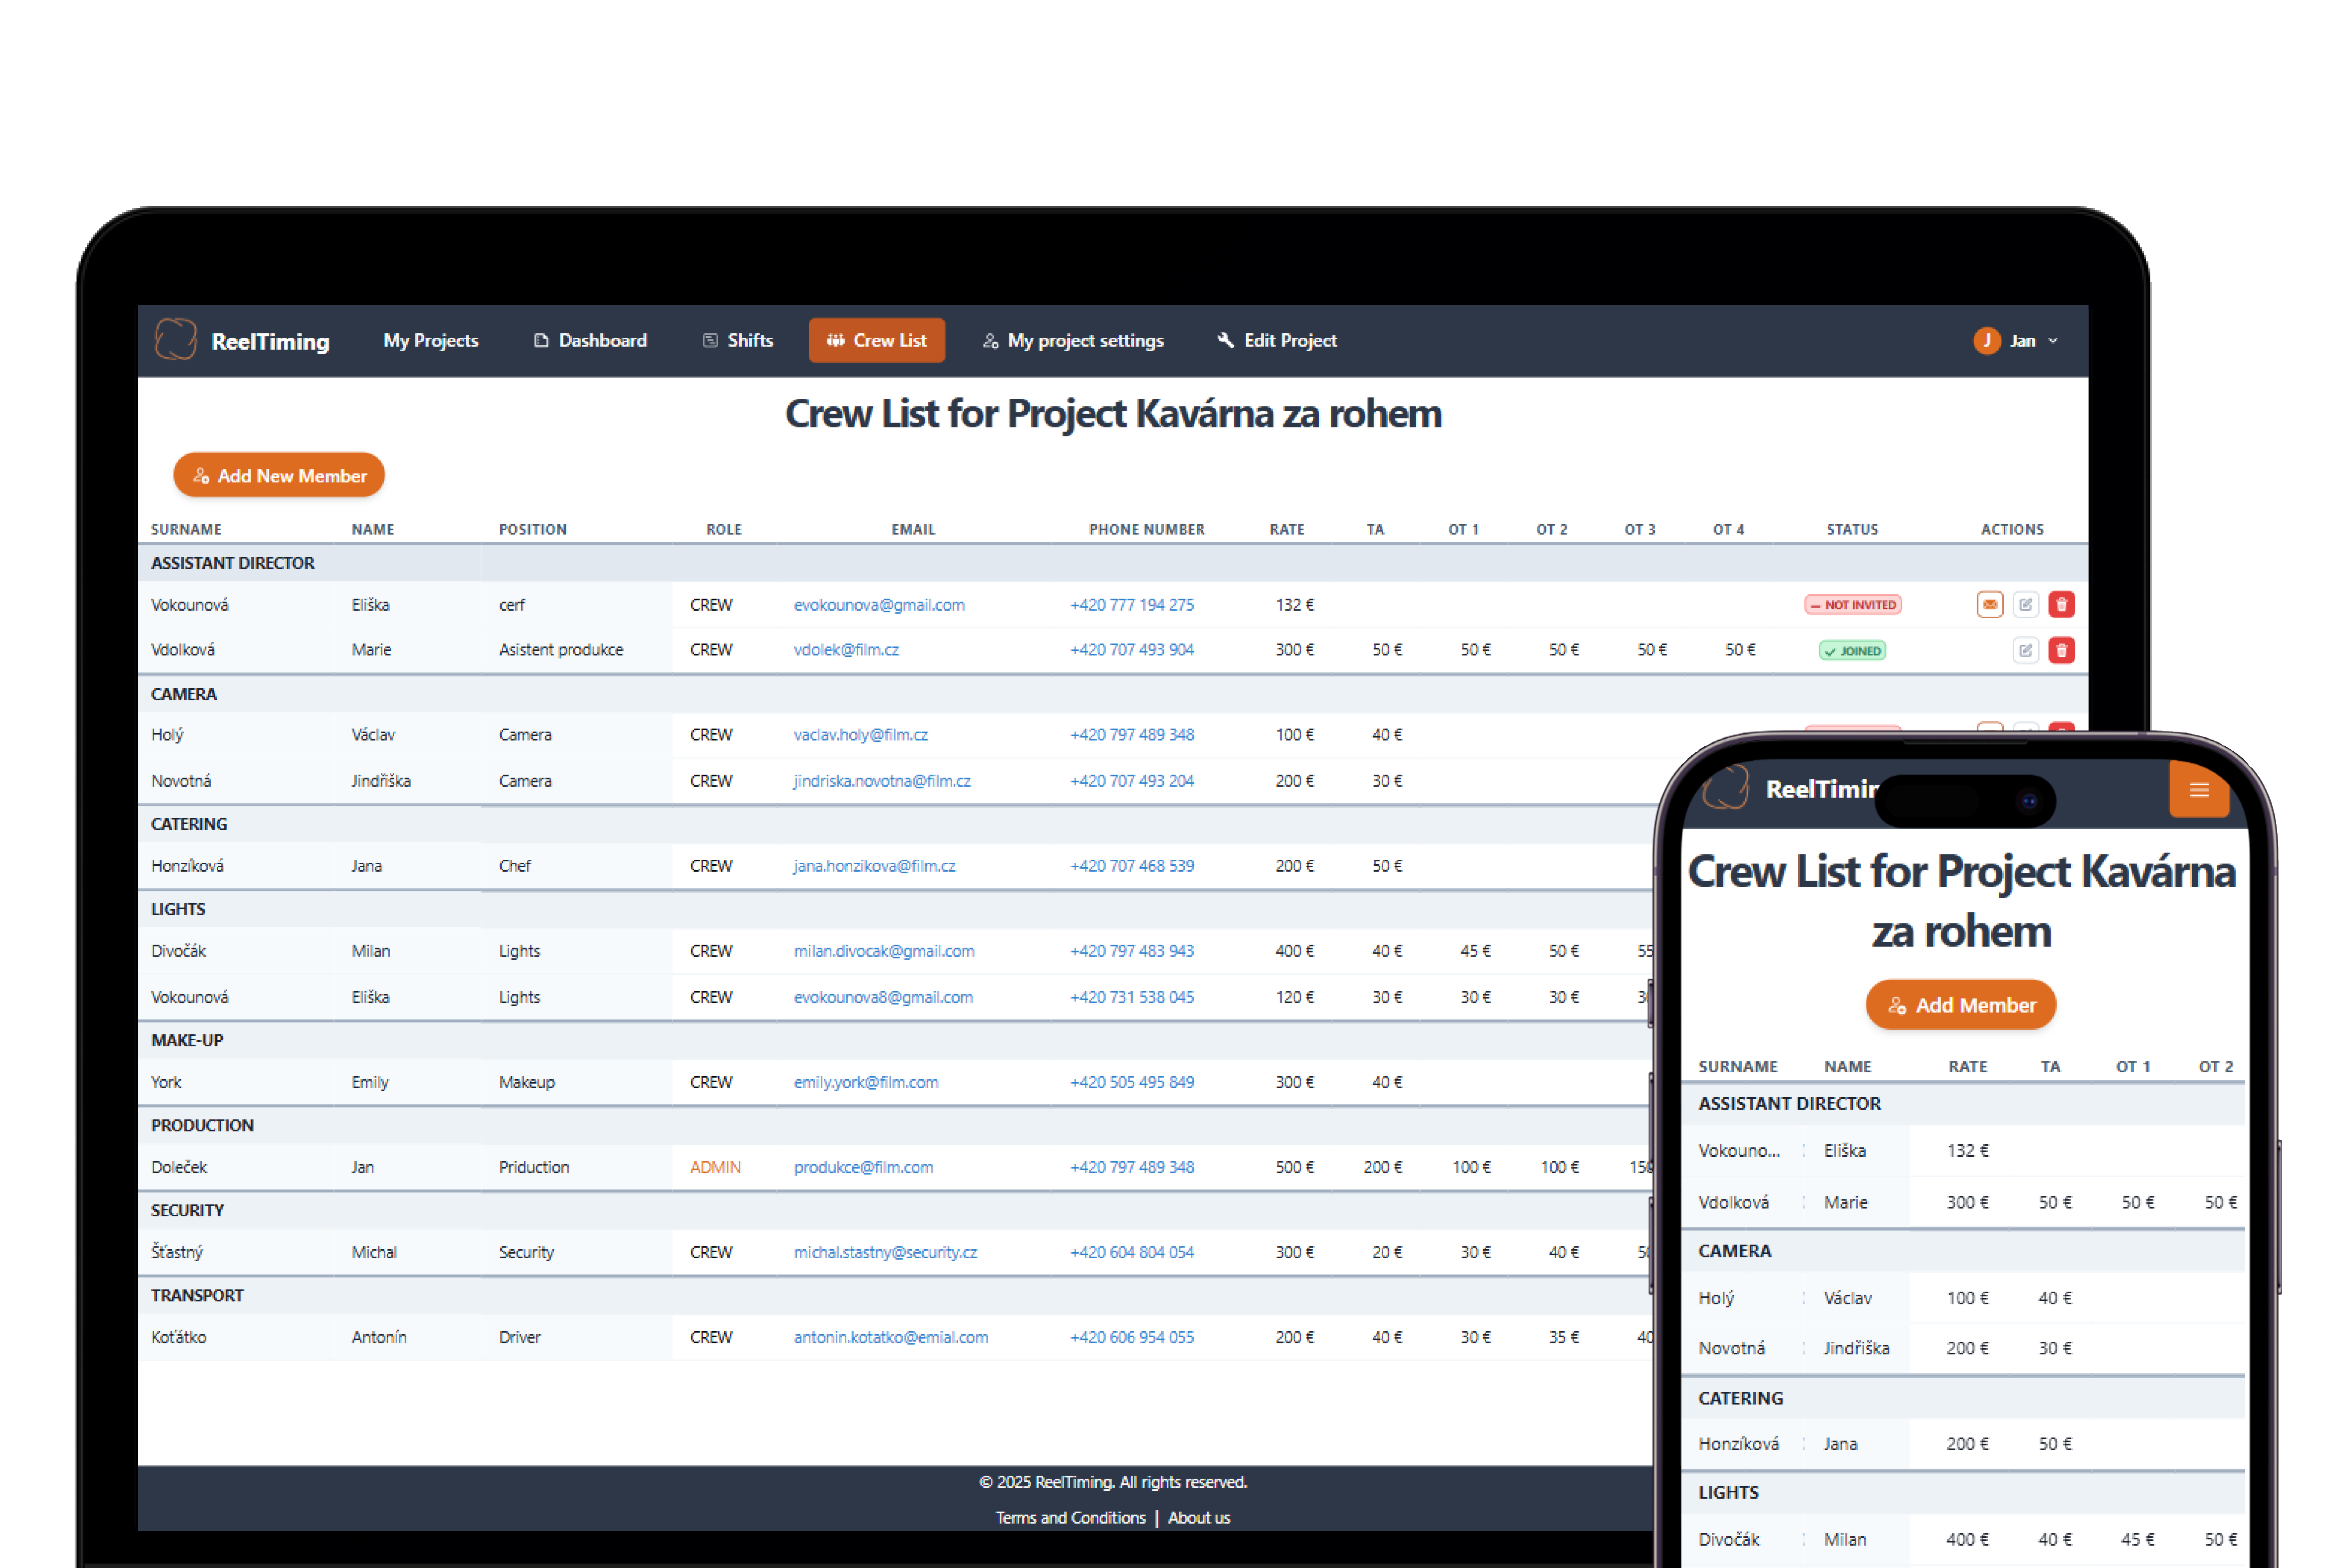 ReelTiming My Projects Dashboard Shifts Crew List My project settings Edit Project J Jan
Crew List for Project Kavárna za rohem
Add New Member
SURNAME NAME POSITION ROLE EMAIL PHONE NUMBER RATE TA OT 1 OT 2 OT 3 OT 4 STATUS ACTIONS
ASSISTANT DIRECTOR
Vokounová Eliška cerf CREW evokounova@gmail.com +420 777 194 275 132 € NOT INVITED
Vdolková Marie Asistent produkce CREW vdolek@film.cz +420 707 493 904 300 € 50 € 50 € 50 € 50 € 50 € JOINED
CAMERA
Holý Václav Camera CREW vaclav.holy@film.cz +420 797 489 348 100 € 40 €
Novotná Jindřiška Camera CREW jindriska.novotna@film.cz +420 707 493 204 200 € 30 €
CATERING
Honzíková Jana Chef CREW jana.honzikova@film.cz +420 707 468 539 200 € 50 €
LIGHTS
Divočák Milan Lights CREW milan.divocak@gmail.com +420 797 483 943 400 € 40 € 45 € 50 € 55
Vokounová Eliška Lights CREW evokounova8@gmail.com +420 731 538 045 120 € 30 € 30 € 30 €
MAKE-UP
York Emily Makeup CREW emily.york@film.com +420 505 495 849 300 € 40 €
PRODUCTION
Doleček Jan Priduction ADMIN produkce@film.com +420 797 489 348 500 € 200 € 100 € 100 € 150
SECURITY
Šťastný Michal Security CREW michal.stastny@security.cz +420 604 804 054 300 € 20 € 30 € 40 €
TRANSPORT
Koťátko Antonín Driver CREW antonin.kotatko@emial.com +420 606 954 055 200 € 40 € 30 € 35 € 40
© 2025 ReelTiming. All rights reserved.
Terms and Conditions | About us
ReelTimin
Crew List for Project Kavárna
za rohem
Add Member
SURNAME NAME RATE TA OT 1 OT 2
ASSISTANT DIRECTOR
Vokouno... Eliška 132 €
Vdolková Marie 300 € 50 € 50 € 50 €
CAMERA
Holý Václav 100 € 40 €
Novotná Jindřiška 200 € 30 €
CATERING
Honzíková Jana 200 € 50 €
LIGHTS
Divočák Milan 400 € 40 € 45 € 50 €